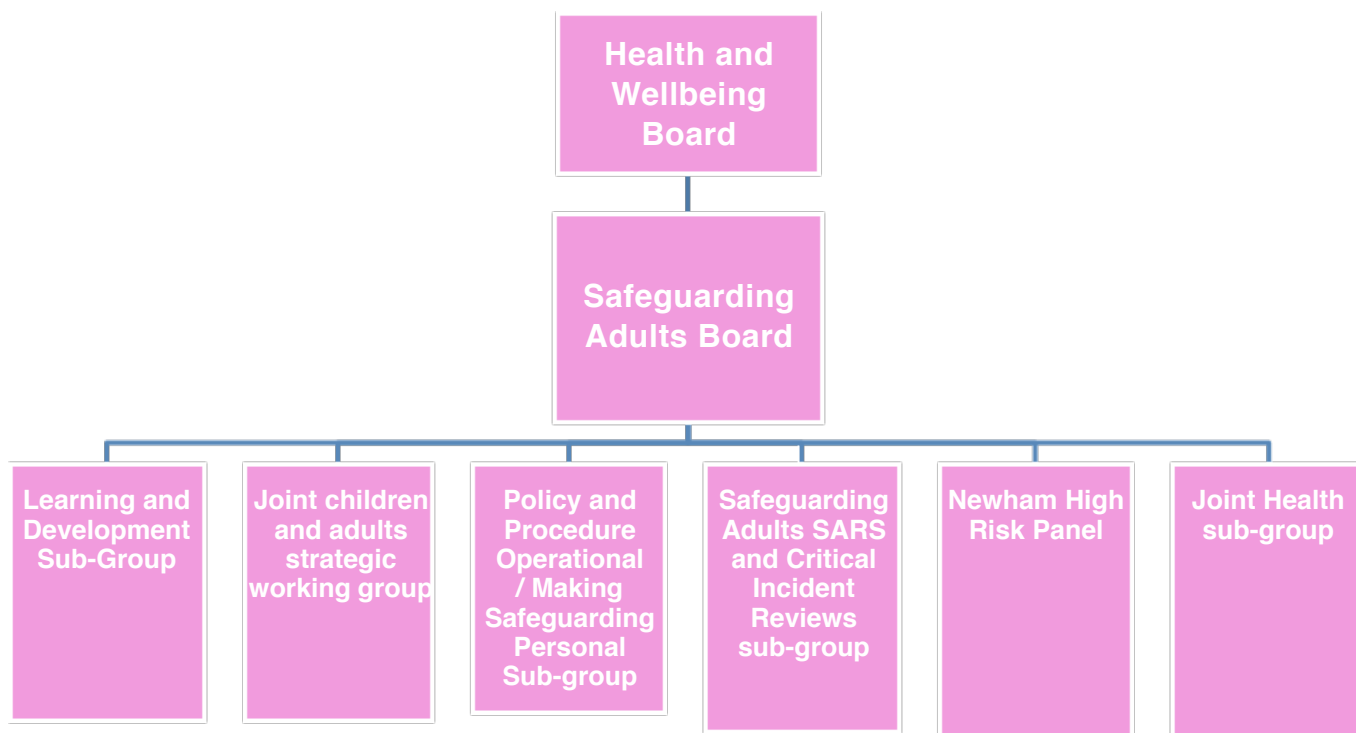 Health and
Wellbeing
Board
Safeguarding
Adults Board
Learning and
Development
Sub-Group
Joint children
and adults
strategic
working group
Policy and
Procedure
Operational
/ Making
Safeguarding
Personal
Sub-group
Safeguarding
Adults SARS
and Critical
Incident
Reviews
sub-group
Newham High
Risk Panel
Joint Health
sub-group